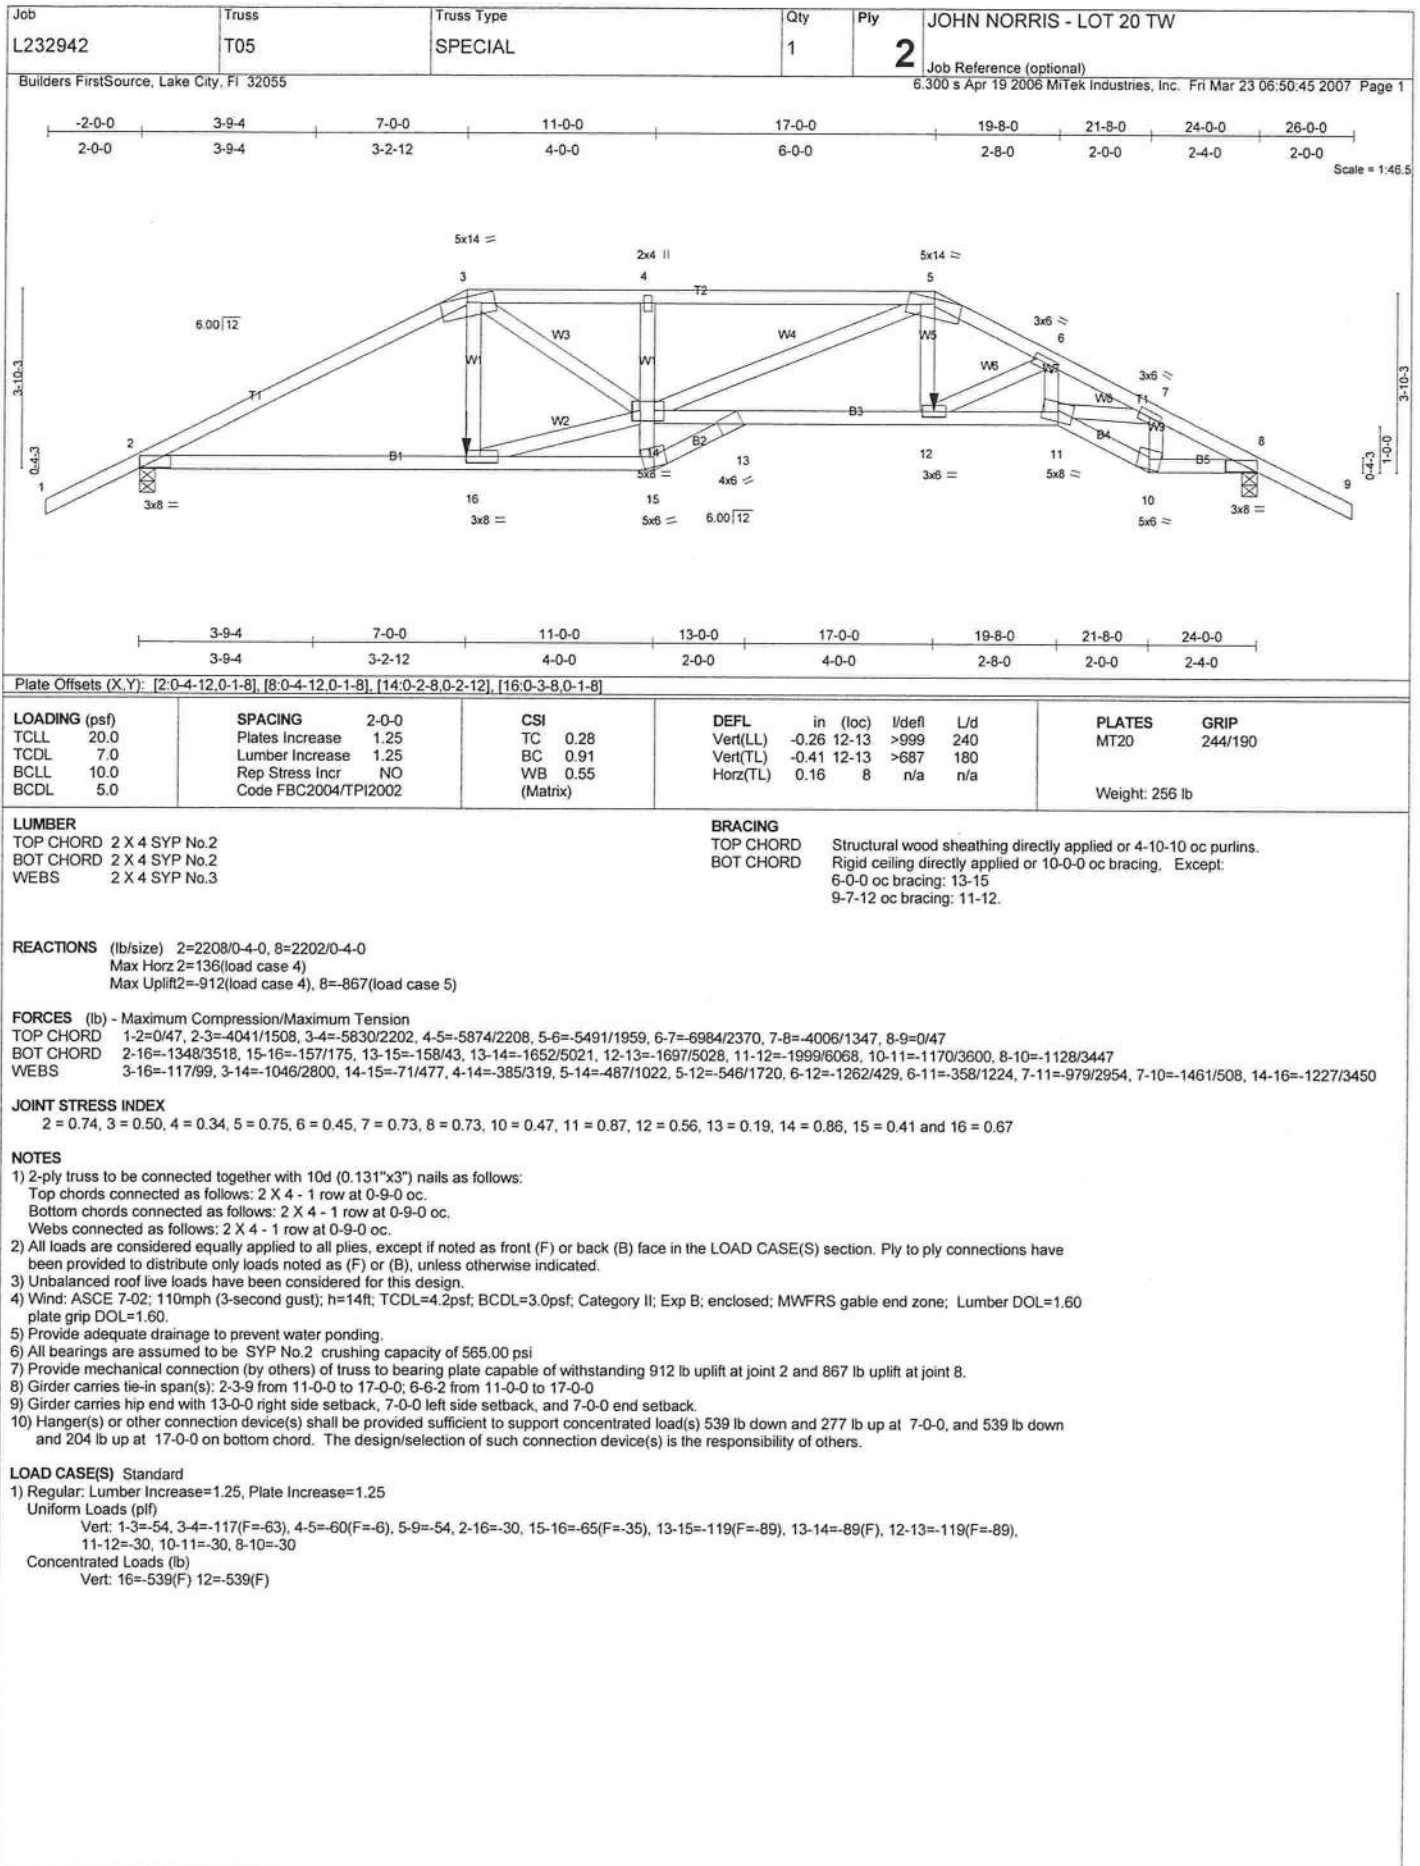 Job Truss Truss Type Qty Ply JOHN NORRIS - LOT 20 TW
L232942 T05 SPECIAL 1 2
Job Reference (optional)
Builders FirstSource, Lake City, Fl 32055 6.300 s Apr 19 2006 MiTek Industries, Inc. Fri Mar 23 06:50:45 2007 Page 1
-2-0-0 3-9-4 7-0-0 11-0-0 17-0-0 19-8-0 21-8-0 24-0-0 26-0-0
2-0-0 3-9-4 3-2-12 4-0-0 6-0-0 2-8-0 2-0-0 2-4-0 2-0-0
Scale = 1:46.5
5x14 =
2x4 II
5x14 =
3 4 5
T2
6.00 12
3x6 =
6
W3 W4 W5
W1 W1 W6 W7
3x6 =
7
3-10-3 3-10-3
T1 W8 T1
B3
W2 W9
2 B2 B4 8
0-4-3 B1 14 13 12 11 B5 0-4-3 1-0-0
1 5x8 = 4x6 = 3x6 = 5x8 = 9
3x8 = 16 15 10 3x8 =
3x8 = 5x6 = 6.00 12 5x6 =
3-9-4 7-0-0 11-0-0 13-0-0 17-0-0 19-8-0 21-8-0 24-0-0
3-9-4 3-2-12 4-0-0 2-0-0 4-0-0 2-8-0 2-0-0 2-4-0
Plate Offsets (X,Y): [2:0-4-12,0-1-8], [8:0-4-12,0-1-8], [14:0-2-8,0-2-12], [16:0-3-8,0-1-8]
LOADING (psf) SPACING 2-0-0 CSI DEFL in (loc) l/defl L/d PLATES GRIP
TCLL 20.0 Plates Increase 1.25 TC 0.28 Vert(LL) -0.26 12-13 >999 240 MT20 244/190
TCDL 7.0 Lumber Increase 1.25 BC 0.91 Vert(TL) -0.41 12-13 >687 180
BCLL 10.0 Rep Stress Incr NO WB 0.55 Horz(TL) 0.16 8 n/a n/a
BCDL 5.0 Code FBC2004/TPI2002 (Matrix) Weight: 256 lb
LUMBER BRACING
TOP CHORD 2 X 4 SYP No.2 TOP CHORD Structural wood sheathing directly applied or 4-10-10 oc purlins.
BOT CHORD 2 X 4 SYP No.2 BOT CHORD Rigid ceiling directly applied or 10-0-0 oc bracing, Except:
WEBS 2 X 4 SYP No.3 6-0-0 oc bracing: 13-15
9-7-12 oc bracing: 11-12.
REACTIONS (lb/size) 2=2208/0-4-0, 8=2202/0-4-0
Max Horz 2=136(load case 4)
Max Uplift2=-912(load case 4), 8=-867(load case 5)
FORCES (lb) - Maximum Compression/Maximum Tension
TOP CHORD 1-2=0/47, 2-3=-4041/1508, 3-4=-5830/2202, 4-5=-5874/2208, 5-6=-5491/1959, 6-7=-6984/2370, 7-8=-4006/1347, 8-9=0/47
BOT CHORD 2-16=-1348/3518, 15-16=-157/175, 13-15=-158/43, 13-14=-1652/5021, 12-13=-1697/5028, 11-12=-1999/6068, 10-11=-1170/3600, 8-10=-1128/3447
WEBS 3-16=-117/99, 3-14=-1046/2800, 14-15=-71/477, 4-14=-385/319, 5-14=-487/1022, 5-12=-546/1720, 6-12=-1262/429, 6-11=-358/1224, 7-11=-979/2954, 7-10=-1461/508, 14-16=-1227/3450
JOINT STRESS INDEX
2 = 0.74, 3 = 0.50, 4 = 0.34, 5 = 0.75, 6 = 0.45, 7 = 0.73, 8 = 0.73, 10 = 0.47, 11 = 0.87, 12 = 0.56, 13 = 0.19, 14 = 0.86, 15 = 0.41 and 16 = 0.67
NOTES
1) 2-ply truss to be connected together with 10d (0.131"x3") nails as follows:
Top chords connected as follows: 2 X 4 - 1 row at 0-9-0 oc.
Bottom chords connected as follows: 2 X 4 - 1 row at 0-9-0 oc.
Webs connected as follows: 2 X 4 - 1 row at 0-9-0 oc.
2) All loads are considered equally applied to all plies, except if noted as front (F) or back (B) face in the LOAD CASE(S) section. Ply to ply connections have
been provided to distribute only loads noted as (F) or (B), unless otherwise indicated.
3) Unbalanced roof live loads have been considered for this design.
4) Wind: ASCE 7-02; 110mph (3-second gust); h=14ft; TCDL=4.2psf; BCDL=3.0psf; Category II; Exp B; enclosed; MWFRS gable end zone; Lumber DOL=1.60
plate grip DOL=1.60.
5) Provide adequate drainage to prevent water ponding.
6) All bearings are assumed to be SYP No.2 crushing capacity of 565.00 psi
7) Provide mechanical connection (by others) of truss to bearing plate capable of withstanding 912 lb uplift at joint 2 and 867 lb uplift at joint 8.
8) Girder carries tie-in span(s): 2-3-9 from 11-0-0 to 17-0-0; 6-6-2 from 11-0-0 to 17-0-0
9) Girder carries hip end with 13-0-0 right side setback, 7-0-0 left side setback, and 7-0-0 end setback.
10) Hanger(s) or other connection device(s) shall be provided sufficient to support concentrated load(s) 539 lb down and 277 lb up at 7-0-0, and 539 lb down
and 204 lb up at 17-0-0 on bottom chord. The design/selection of such connection device(s) is the responsibility of others.
LOAD CASE(S) Standard
1) Regular: Lumber Increase=1.25, Plate Increase=1.25
Uniform Loads (plf)
Vert: 1-3=-54, 3-4=-117(F=-63), 4-5=-60(F=-6), 5-9=-54, 2-16=-30, 15-16=-65(F=-35), 13-15=-119(F=-89), 13-14=-89(F), 12-13=-119(F=-89),
11-12=-30, 10-11=-30, 8-10=-30
Concentrated Loads (lb)
Vert: 16=-539(F) 12=-539(F)